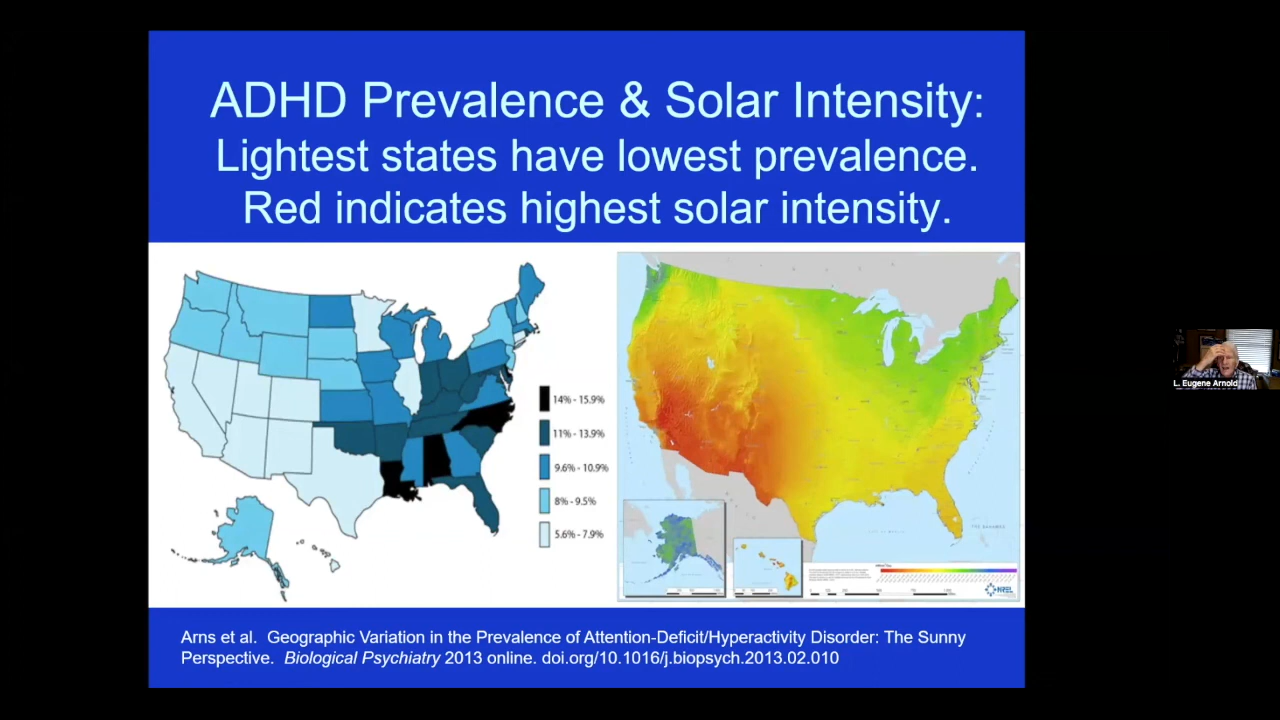 ADHD Prevalence & Solar Intensity:
Lightest states have lowest prevalence.
Red indicates highest solar intensity.
14% - 15.9%
11% - 13.9%
9.6% - 10.9%
8% - 9.5%
5.6% - 7.9%
NREL
L. Eugene Arnold
Arns et al. Geographic Variation in the Prevalence of Attention-Deficit/Hyperactivity Disorder: The Sunny
Perspective. Biological Psychiatry 2013 online. doi.org/10.1016/j.biopsych.2013.02.010